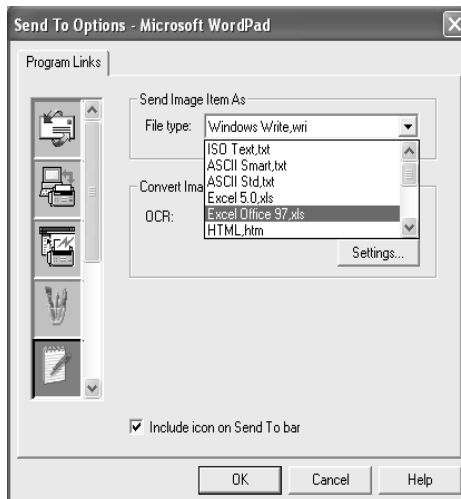 Send To Options - Microsoft WordPad
Program Links
Send Image Item As
File type: Windows Write,wri
ISO Text,txt
ASCII Smart,txt
ASCII Std,txt
Excel 5.0,xls
Excel Office 97,xls
HTML,htm
Convert Ima
OCR:
Settings...
Include icon on Send To bar
OK Cancel Help